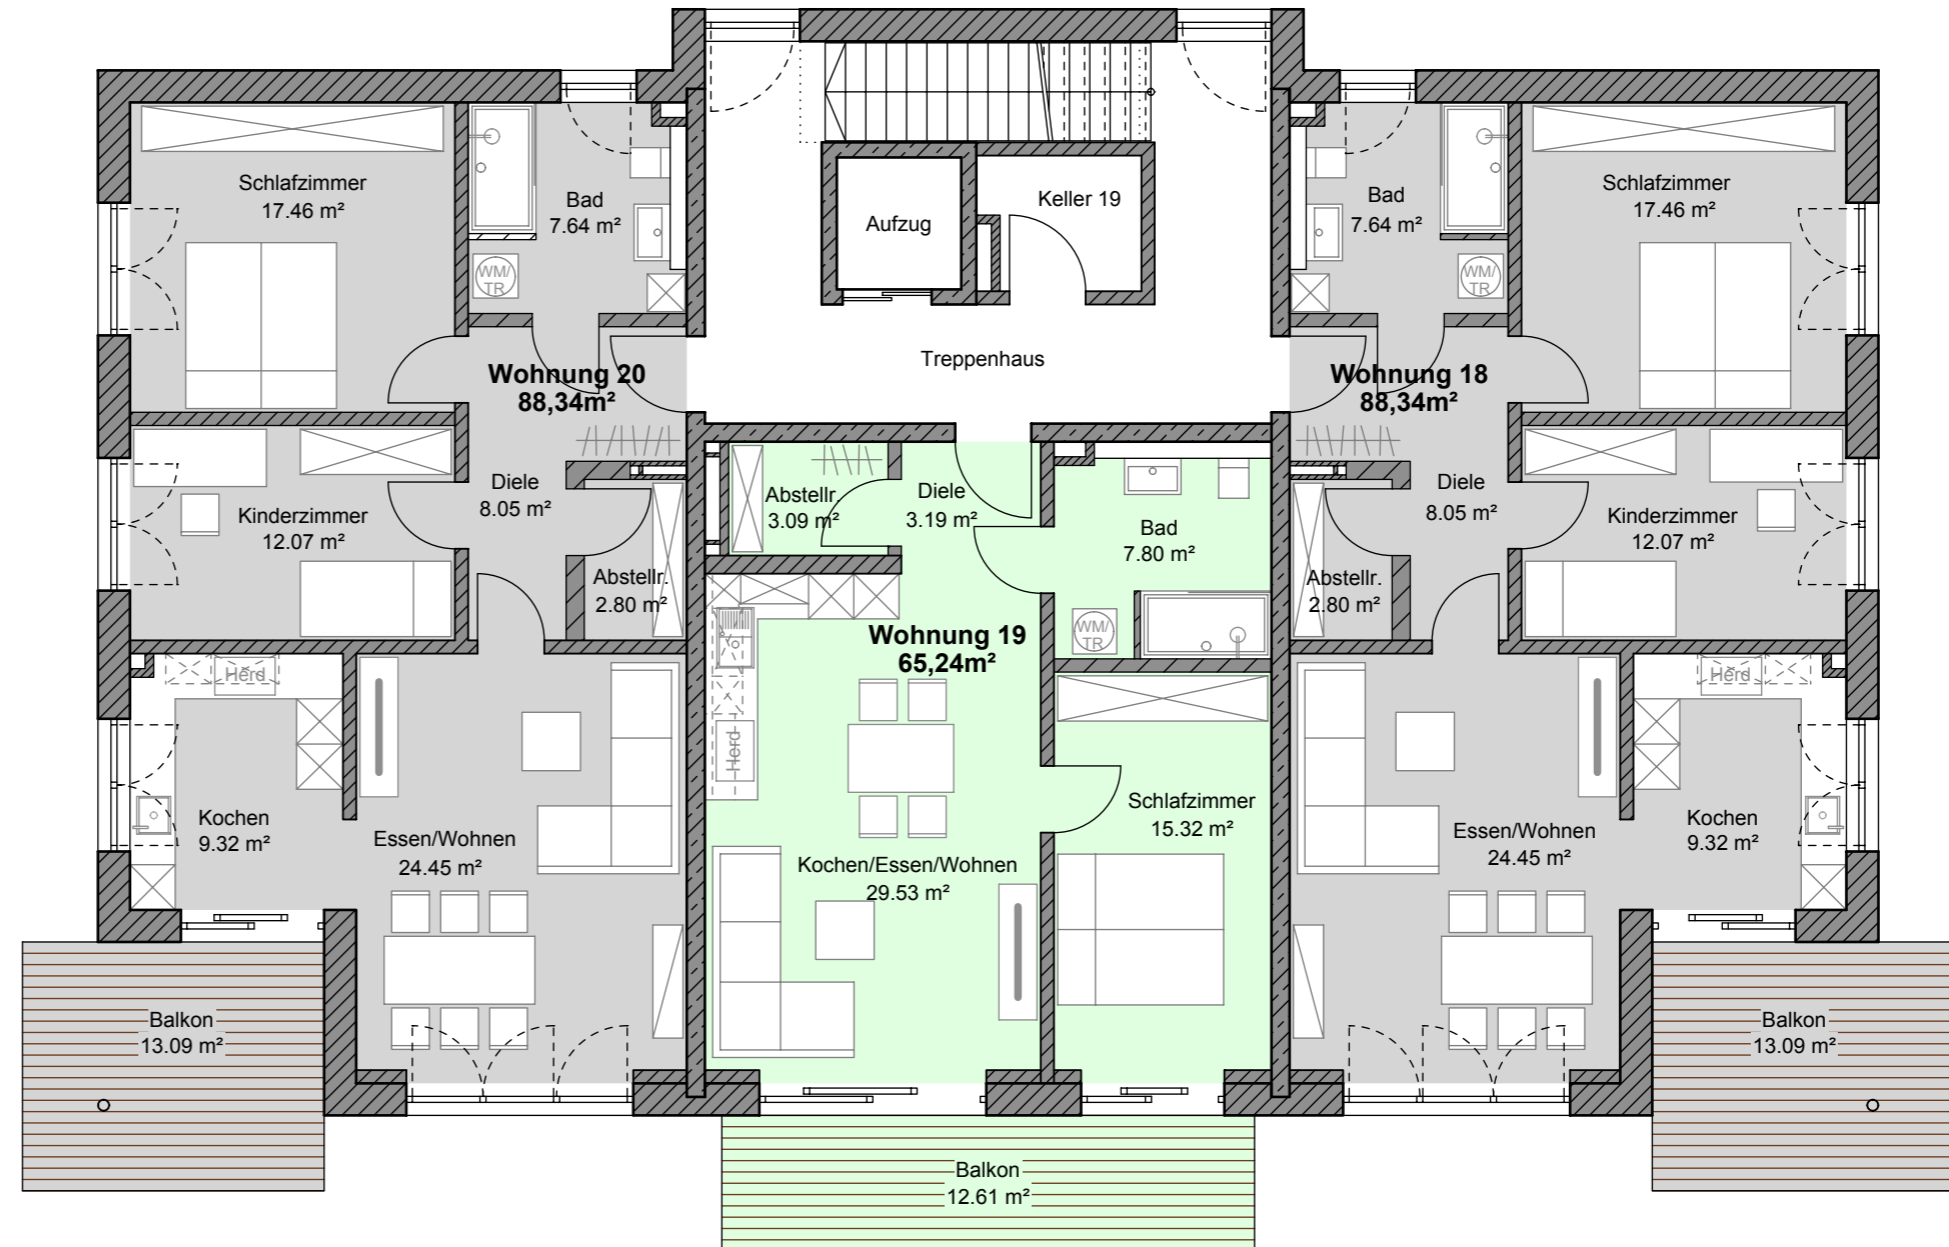 Schlafzimmer
17.46 m²
Bad
7.64 m²
WM/
TR
Aufzug
Keller 19
Bad
7.64 m²
WM/
TR
Schlafzimmer
17.46 m²
Treppenhaus
Wohnung 20
88,34m²
Wohnung 18
88,34m²
Diele
8.05 m²
Kinderzimmer
12.07 m²
Abstellr.
2.80 m²
Abstellr.
3.09 m²
Diele
3.19 m²
Bad
7.80 m²
WM/
TR
Diele
8.05 m²
Kinderzimmer
12.07 m²
Abstellr.
2.80 m²
Wohnung 19
65,24m²
Herd
Herd
Herd
Kochen
9.32 m²
Essen/Wohnen
24.45 m²
Kochen/Essen/Wohnen
29.53 m²
Schlafzimmer
15.32 m²
Essen/Wohnen
24.45 m²
Kochen
9.32 m²
Balkon
13.09 m²
Balkon
13.09 m²
Balkon
12.61 m²